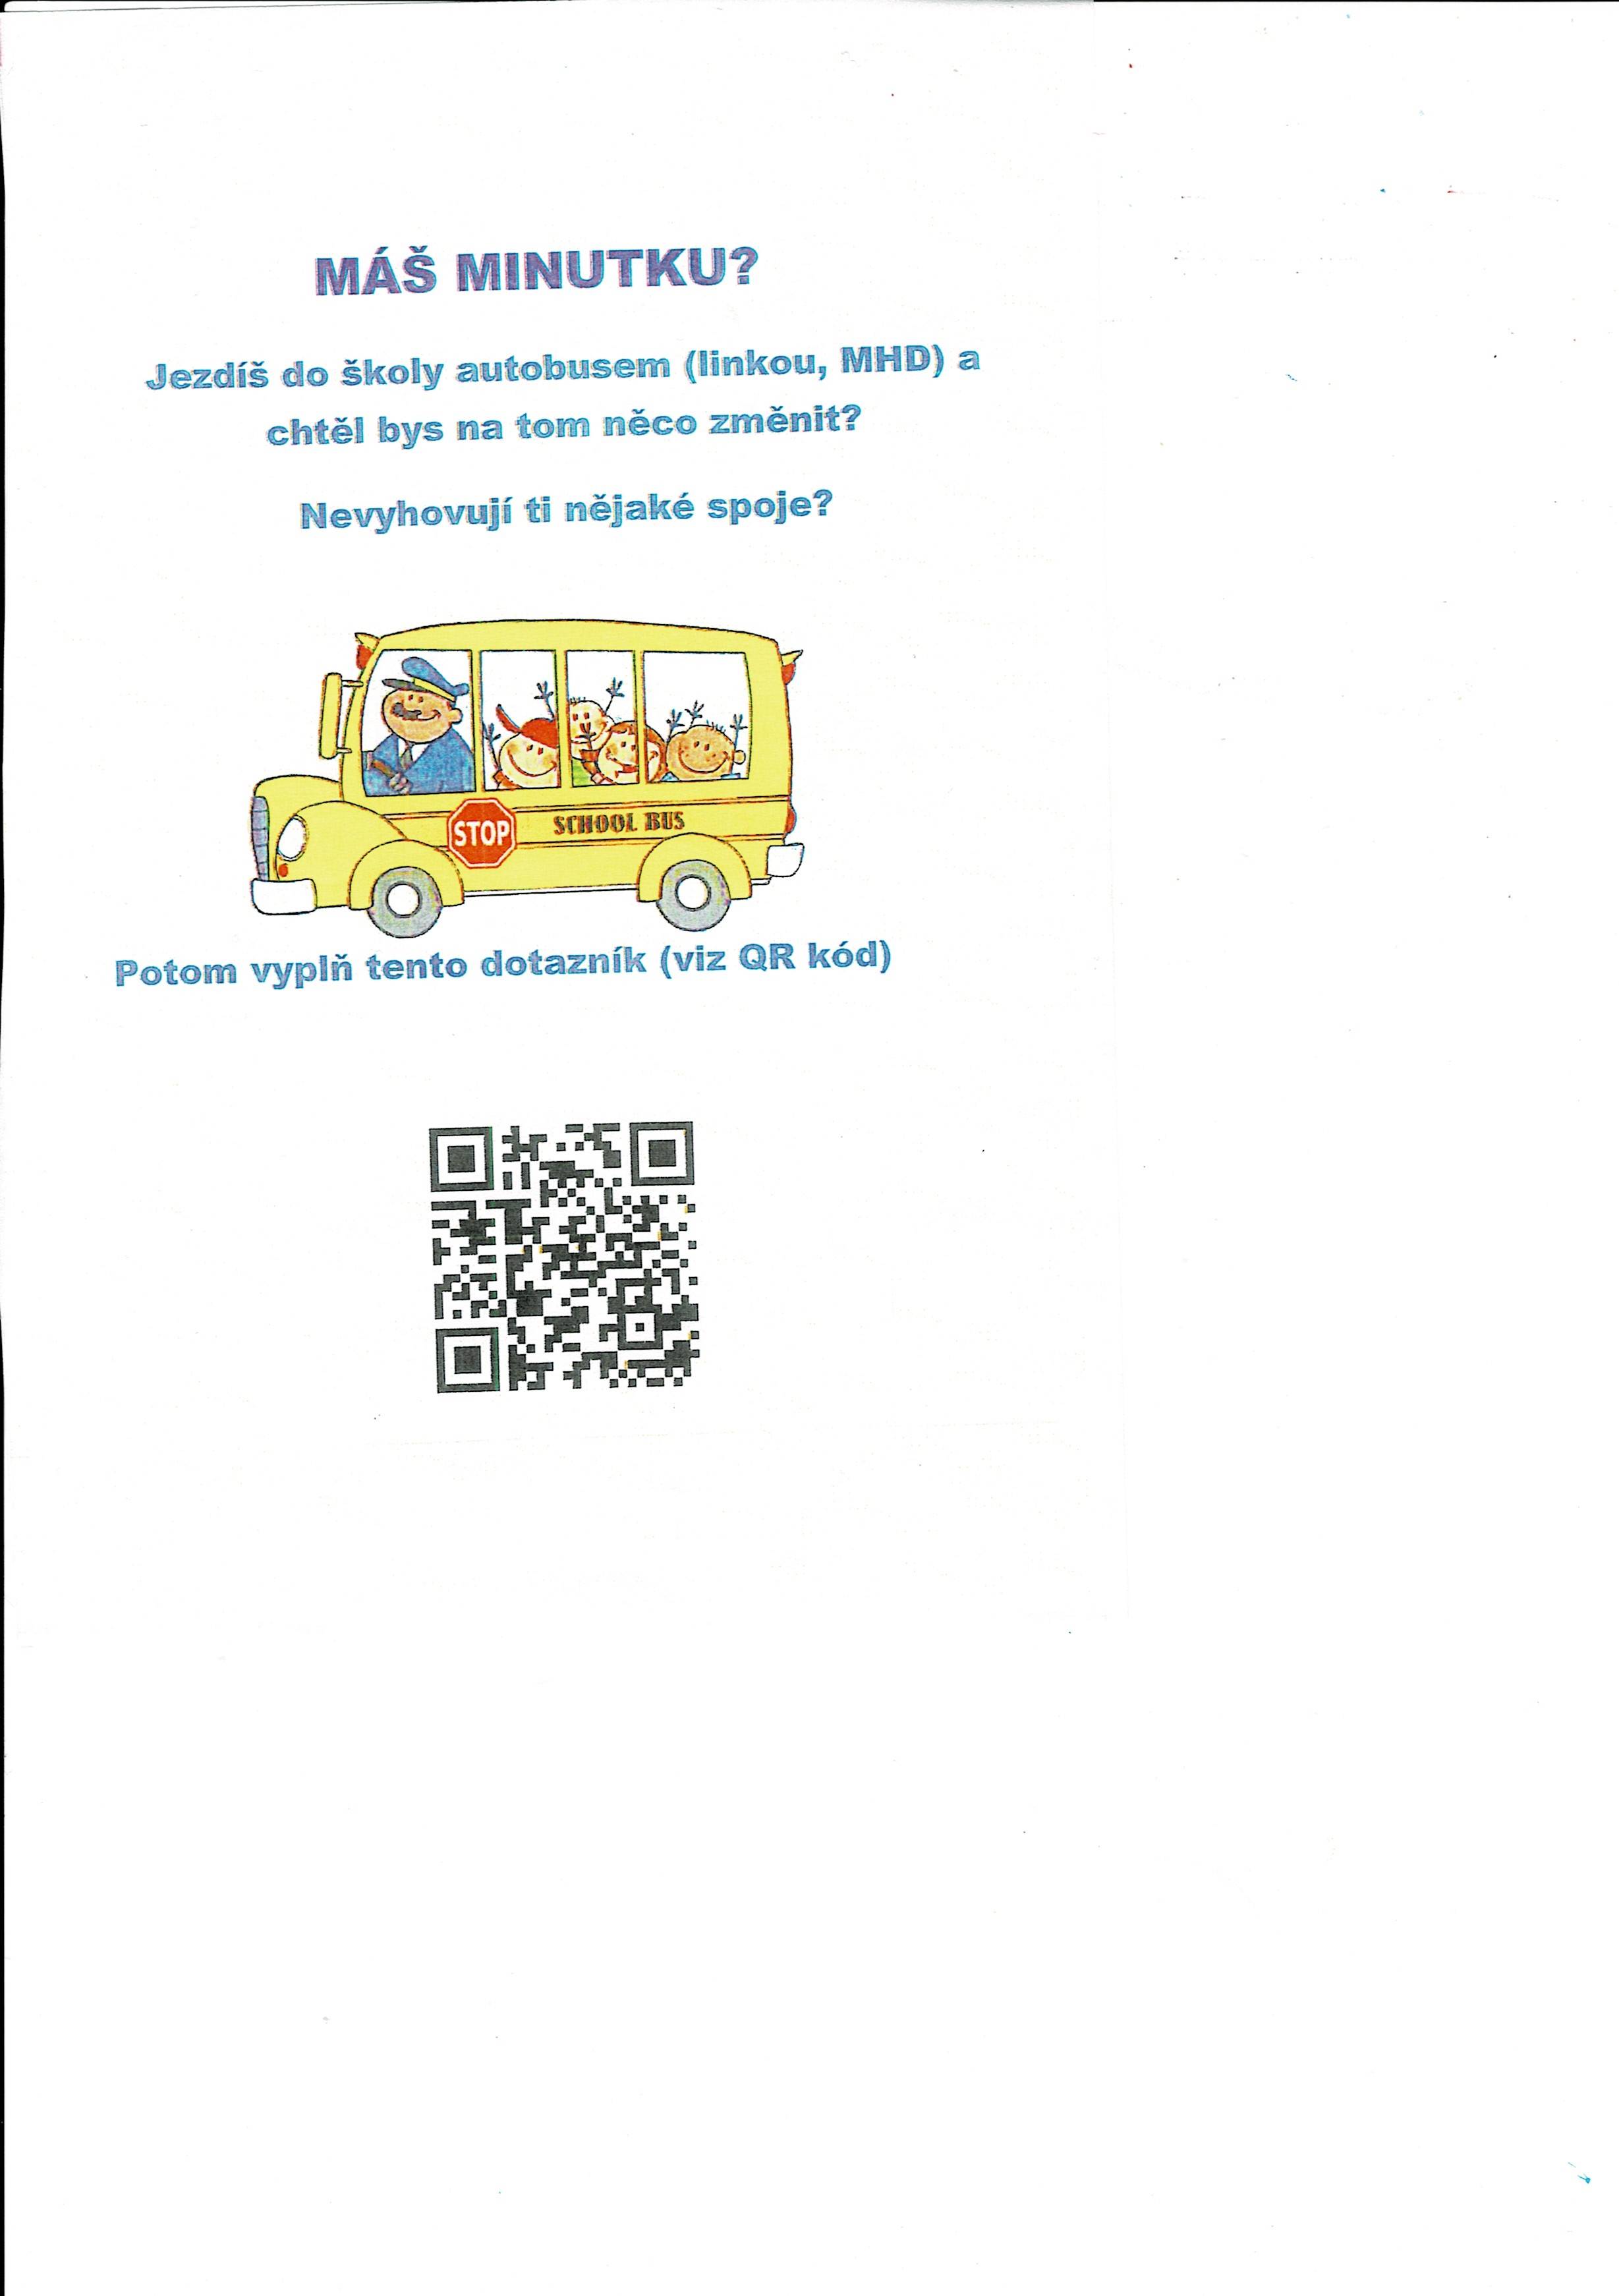 MÁŠ MINUTKU?
Jezdíš do školy autobusem (linkou, MHD) a
chtěl bys na tom něco změnit?
Nevyhovují ti nějaké spoje?
STOP
SCHOOL BUS
Potom vyplň tento dotazník (viz QR kód)